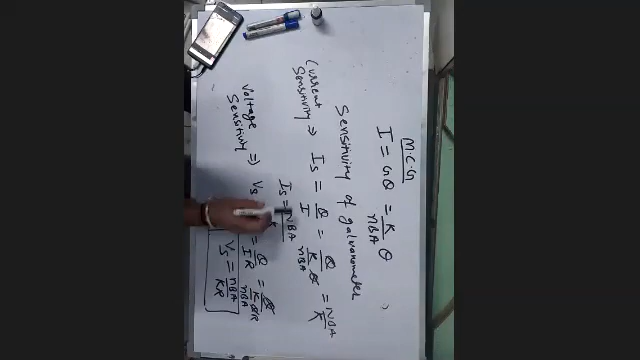 M.C.G
I = Gθ = K/nBA θ
Sensitivity of galvanometer
Current Sensitivity ⇒ Is = θ/I = θ/(K/nBA θ) = NBA/K
Is = NBA/K
Voltage Sensitivity ⇒ Vs = θ/IR = θ/(K/nBA θR)
Vs = nBA/KR